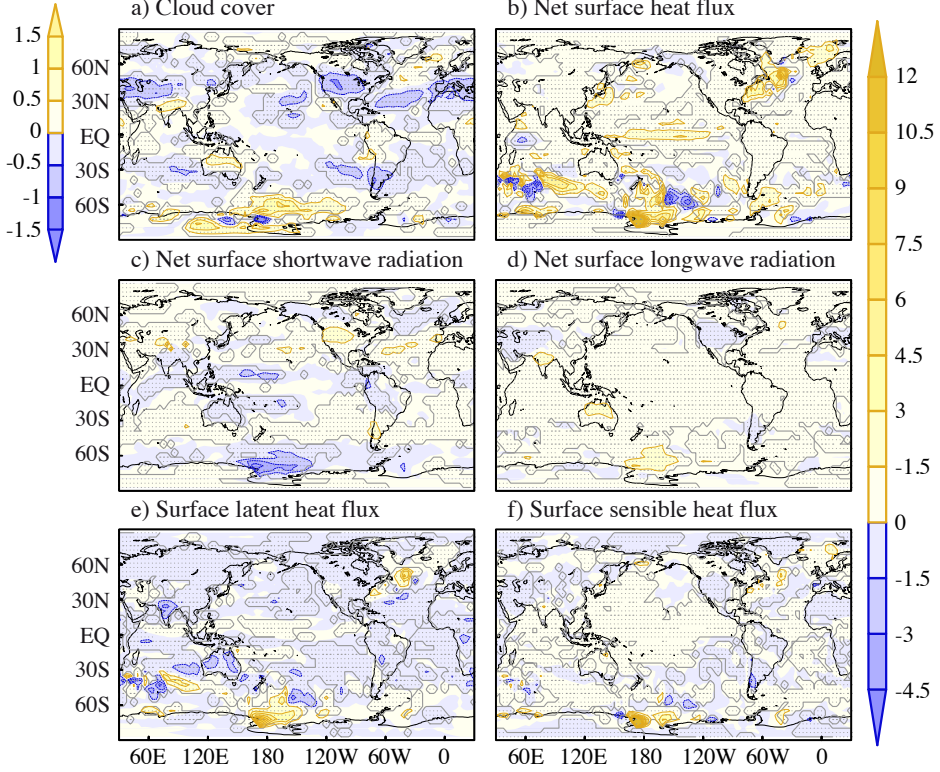 a) Cloud cover
b) Net surface heat flux
1.5
1
0.5
0
-0.5
-1
-1.5
60N
30N
EQ
30S
60S
12
10.5
9
7.5
6
4.5
3
-1.5
0
-1.5
-3
-4.5
c) Net surface shortwave radiation
d) Net surface longwave radiation
60N
30N
EQ
30S
60S
e) Surface latent heat flux
f) Surface sensible heat flux
60N
30N
EQ
30S
60S
60E 120E 180 120W 60W 0
60E 120E 180 120W 60W 0